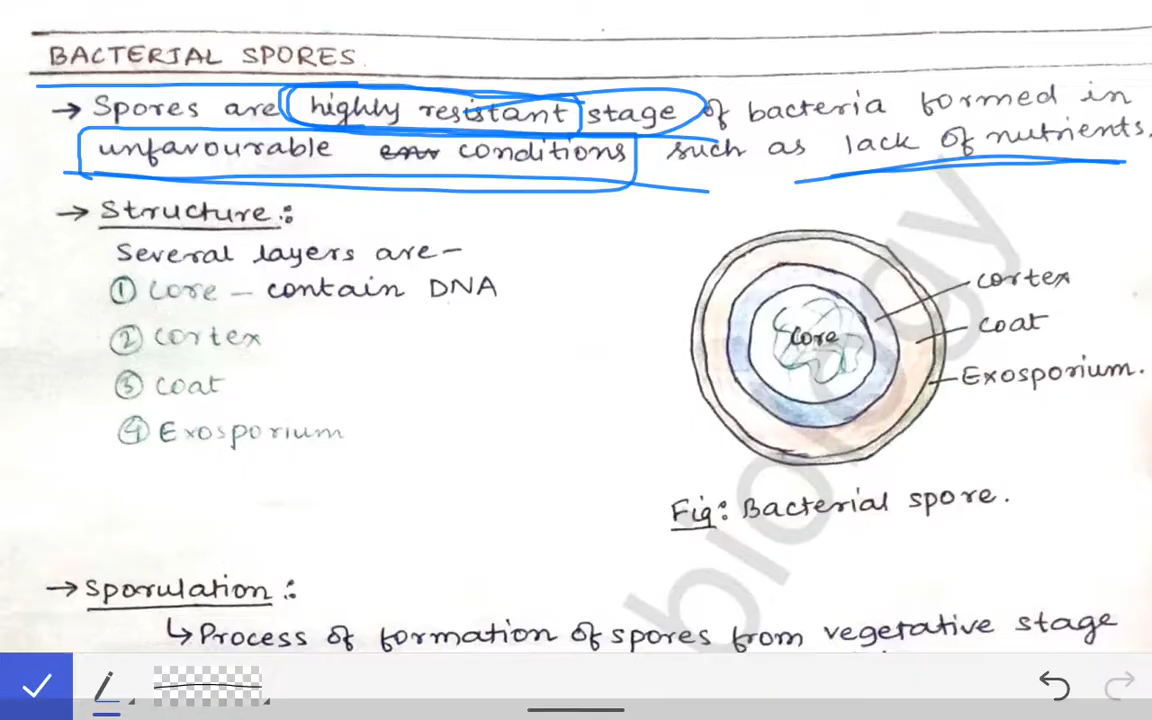 BACTERIAL SPORES.
→ Spores are highly resistant stage of bacteria formed in
unfavourable conditions such as lack of nutrients.
→ Structure :
Several layers are –
① Core – contain DNA
② Cortex
③ Coat
④ Exosporium
Core
cortex
coat
Exosporium.
Fig: Bacterial spore.
→ Sporulation :
↳ Process of formation of spores from vegetative stage
biology